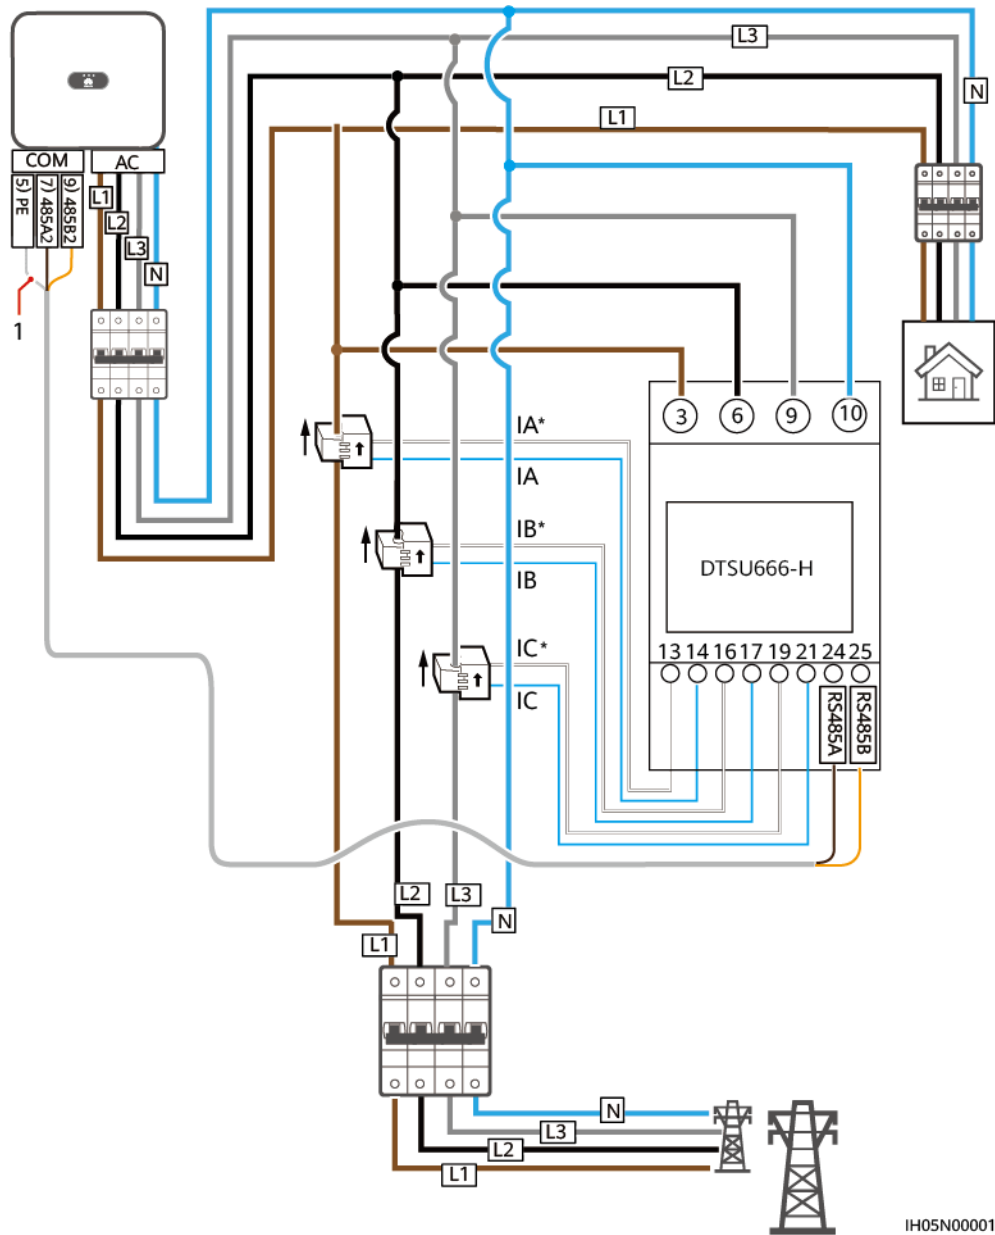 L3
L2
N
L1
COM
AC
5) PE
7) 485A2
9) 485B2
L1
L2
L3
N
1
3
6
9
10
IA*
IA
IB*
IB
DTSU666-H
IC*
IC
13 14 16 17 19 21 24 25
RS485A
RS485B
L2
L3
N
L1
N
L3
L2
L1
IH05N00001